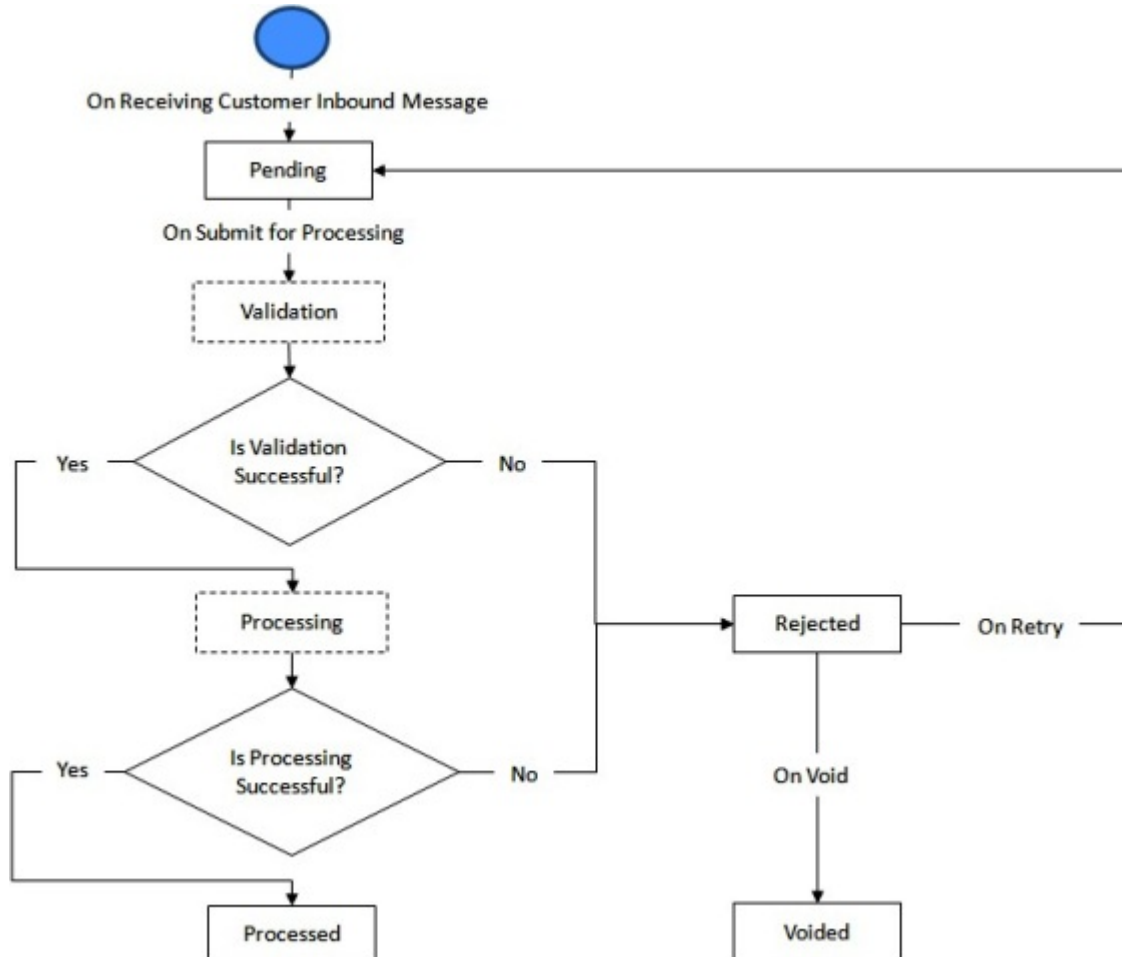 On Receiving Customer Inbound Message
Pending
On Submit for Processing
Validation
Is Validation
Successful?
Yes
No
Processing
Rejected
On Retry
Is Processing
Successful?
Yes
No
On Void
Processed
Voided